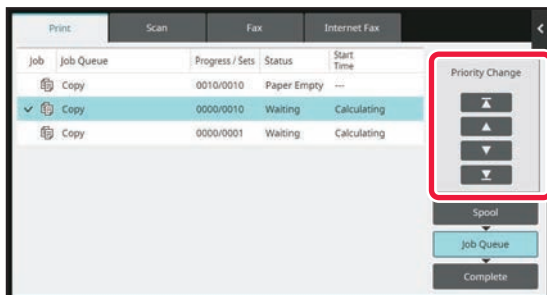 Print Scan Fax Internet Fax
Job Job Queue Progress / Sets Status Start Time
Copy 0010/0010 Paper Empty ---
Copy 0000/0010 Waiting Calculating
Copy 0000/0001 Waiting Calculating
Priority Change
Spool
Job Queue
Complete